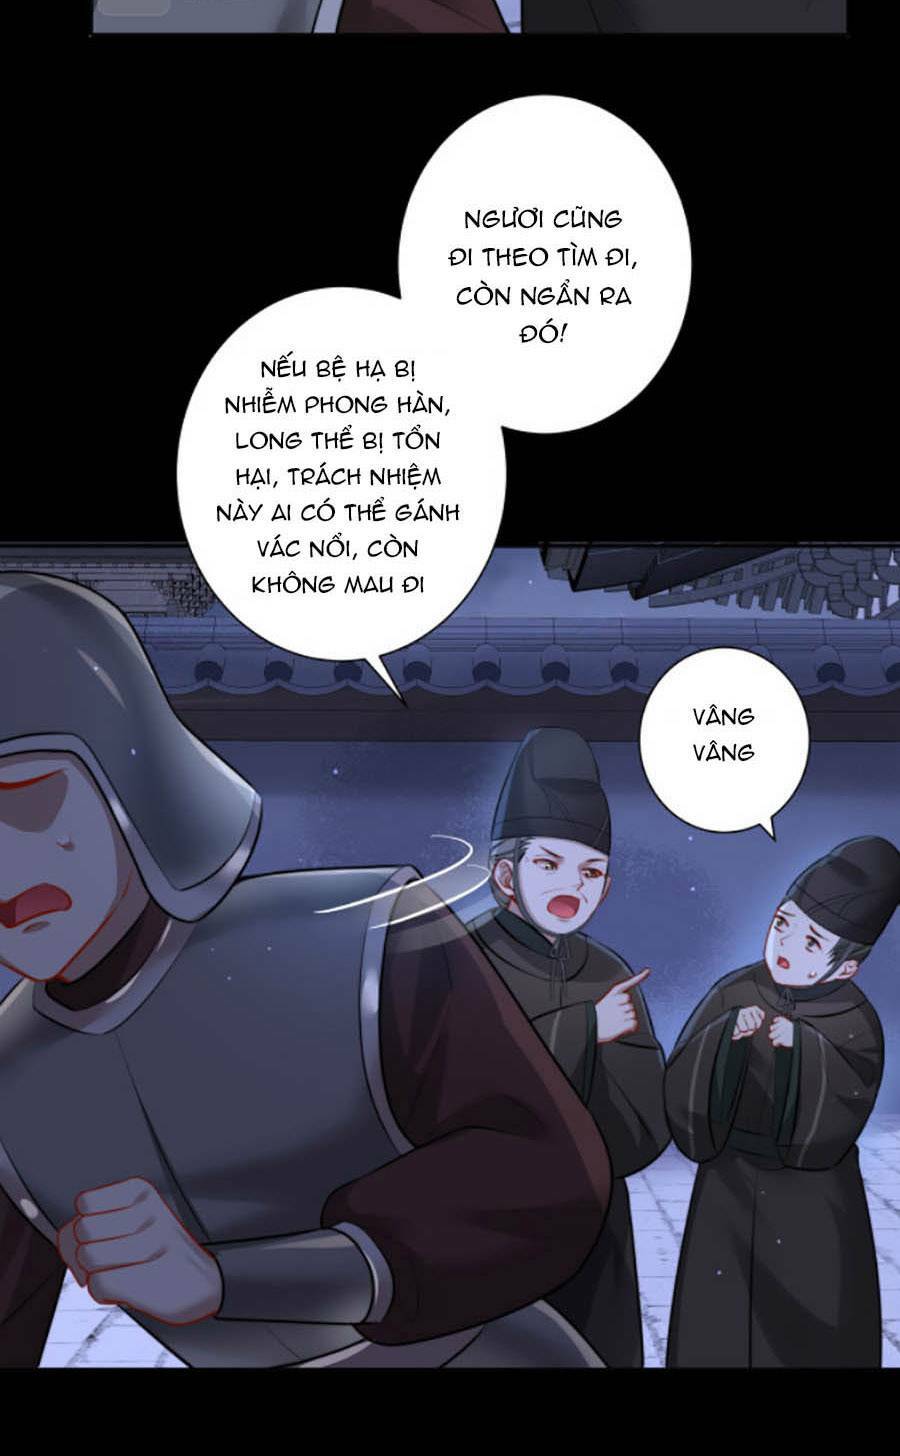 NGƯƠI CŨNG
ĐI THEO TÌM ĐI,
CÒN NGẨN RA
ĐÓ!
NẾU BỆ HẠ BỊ
NHIỄM PHONG HÀN,
LONG THỂ BỊ TỔN
HẠI, TRÁCH NHIỆM
NÀY AI CÓ THỂ GÁNH
VÁC NỔI, CÒN
KHÔNG MAU ĐI
VÂNG
VÂNG